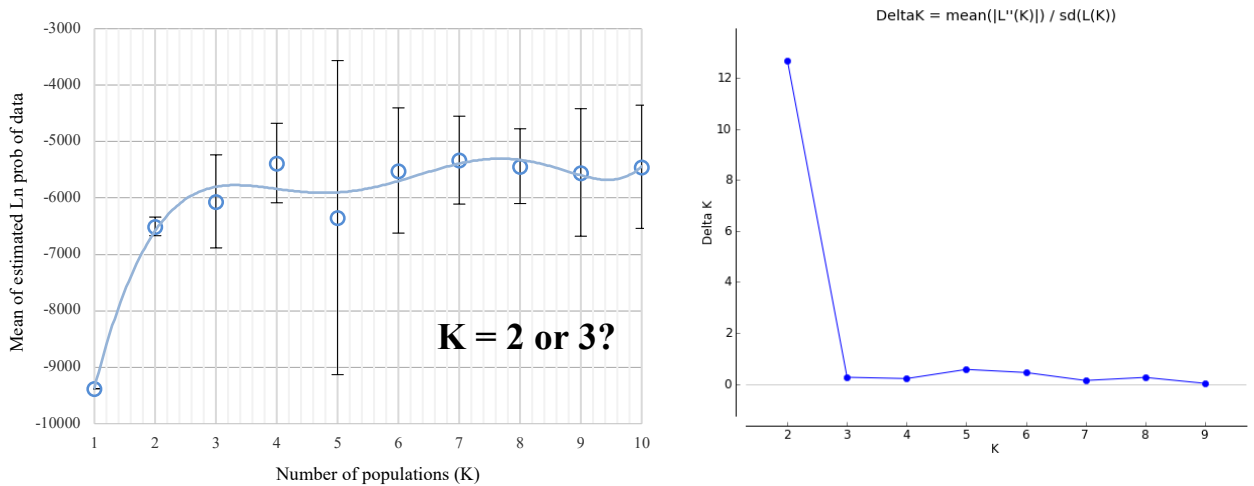 -3000
-4000
-5000
-6000
-7000
-8000
-9000
-10000
Mean of estimated Ln prob of data
K = 2 or 3?
1 2 3 4 5 6 7 8 9 10
Number of populations (K)
DeltaK = mean(|L''(K)|) / sd(L(K))
12
10
8
6
4
2
0
Delta K
2 3 4 5 6 7 8 9
K